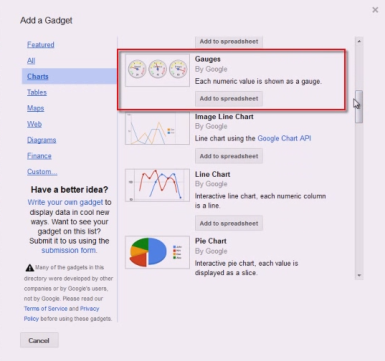 Add a Gadget
Featured
All
Charts
Tables
Maps
Web
Diagrams
Finance
Custom...
Have a better idea?
Write your own gadget to
display data in cool new
ways. Want to see your
gadget on this list?
Submit it to us using the
submission form.
Many of the gadgets in this
directory were developed by other
companies or by Google's users,
not by Google. Please read our
Terms of Service and Privacy
Policy before using these gadgets.
Add to spreadsheet
Gauges
By Google
Each numeric value is shown as a gauge.
Add to spreadsheet
Image Line Chart
By Google
Line chart using the Google Chart API
Line Chart
By Google
Interactive line chart, each numeric column
is a line.
Add to spreadsheet
Pie Chart
By Google
Interactive pie chart, each value is
displayed as a slice.
Cancel